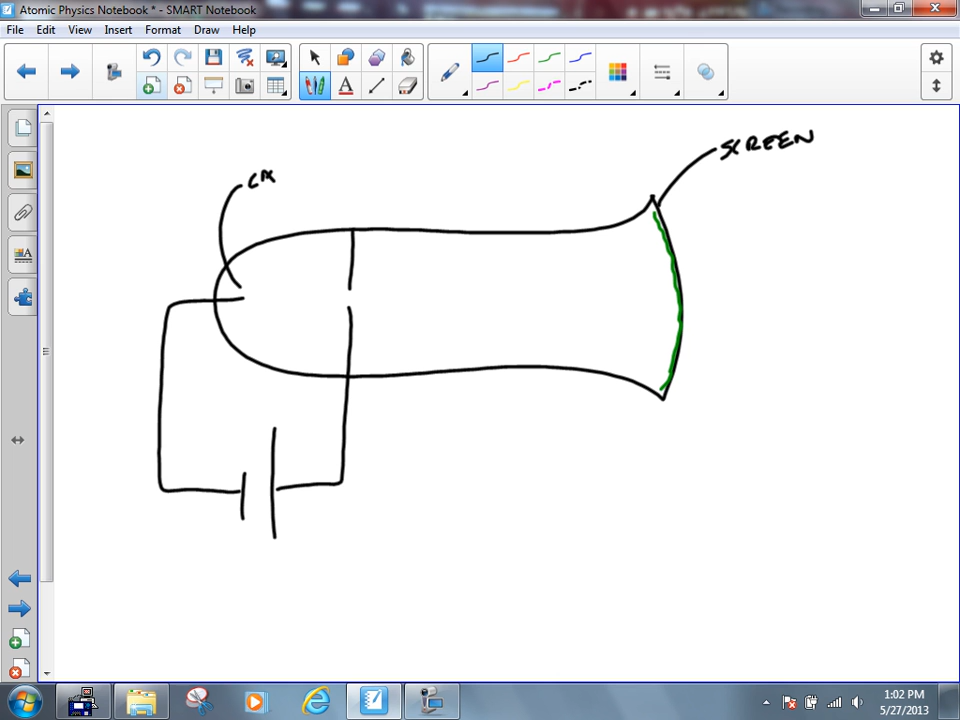 Atomic Physics Notebook * - SMART Notebook
File Edit View Insert Format Draw Help
SCREEN
CA
1:02 PM
5/27/2013